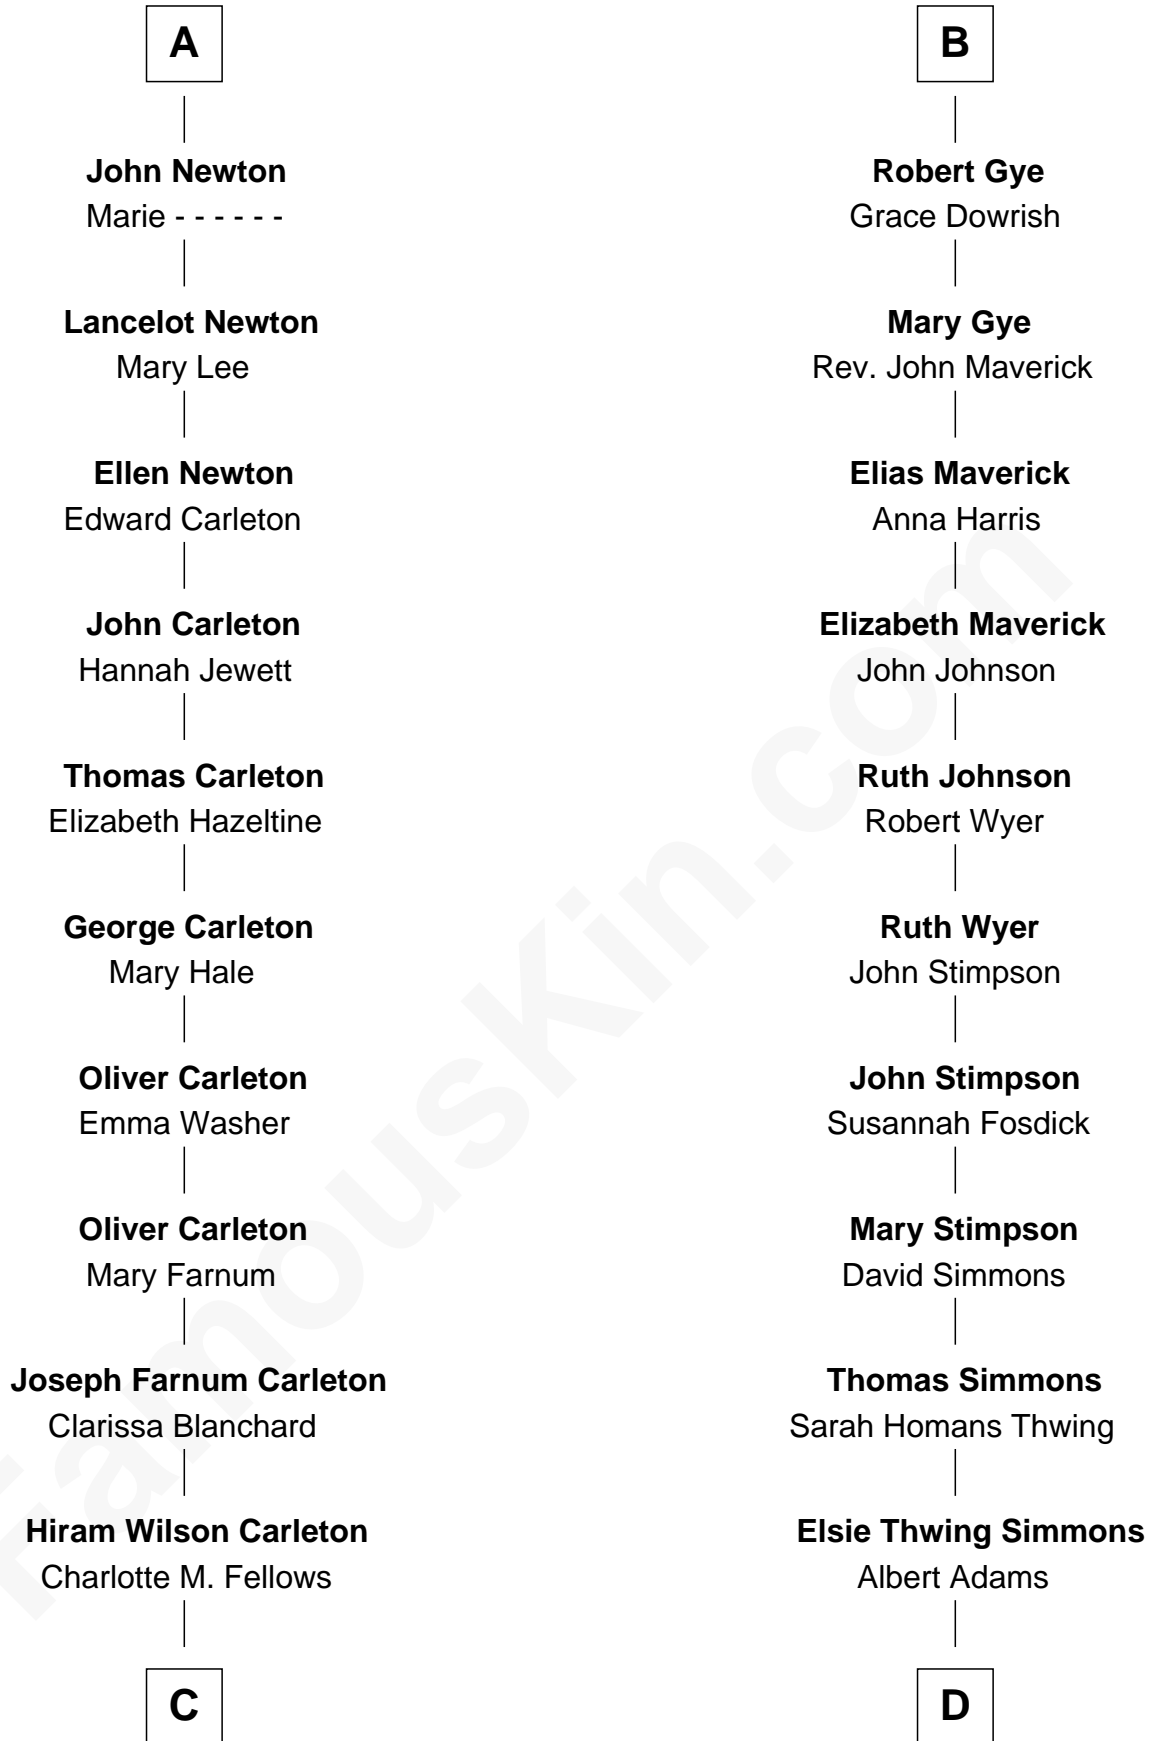 A
John Newton
Marie - - - - - -
Lancelot Newton
Mary Lee
Ellen Newton
Edward Carleton
John Carleton
Hannah Jewett
Thomas Carleton
Elizabeth Hazeltine
George Carleton
Mary Hale
Oliver Carleton
Emma Washer
Oliver Carleton
Mary Farnum
Joseph Farnum Carleton
Clarissa Blanchard
Hiram Wilson Carleton
Charlotte M. Fellows
C
B
Robert Gye
Grace Dowrish
Mary Gye
Rev. John Maverick
Elias Maverick
Anna Harris
Elizabeth Maverick
John Johnson
Ruth Johnson
Robert Wyer
Ruth Wyer
John Stimpson
John Stimpson
Susannah Fosdick
Mary Stimpson
David Simmons
Thomas Simmons
Sarah Homans Thwing
Elsie Thwing Simmons
Albert Adams
D
FamousKin.com